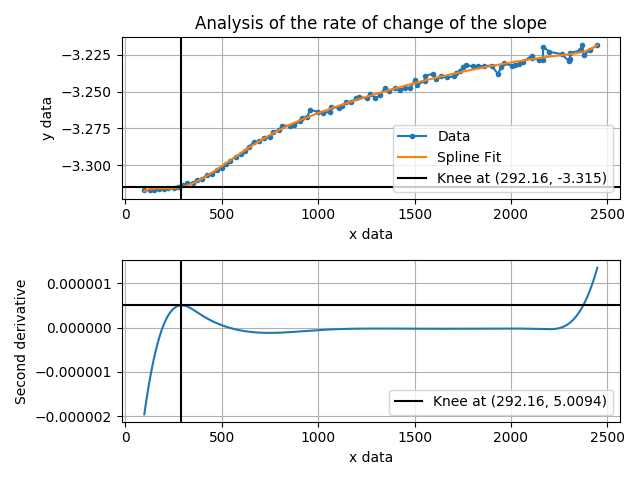 Analysis of the rate of change of the slope
−3.225
−3.250
−3.275
−3.300
y data
Data
Spline Fit
Knee at (292.16, -3.315)
0 500 1000 1500 2000 2500
x data
0.000001
0.000000
−0.000001
−0.000002
Second derivative
Knee at (292.16, 5.0094)
0 500 1000 1500 2000 2500
x data